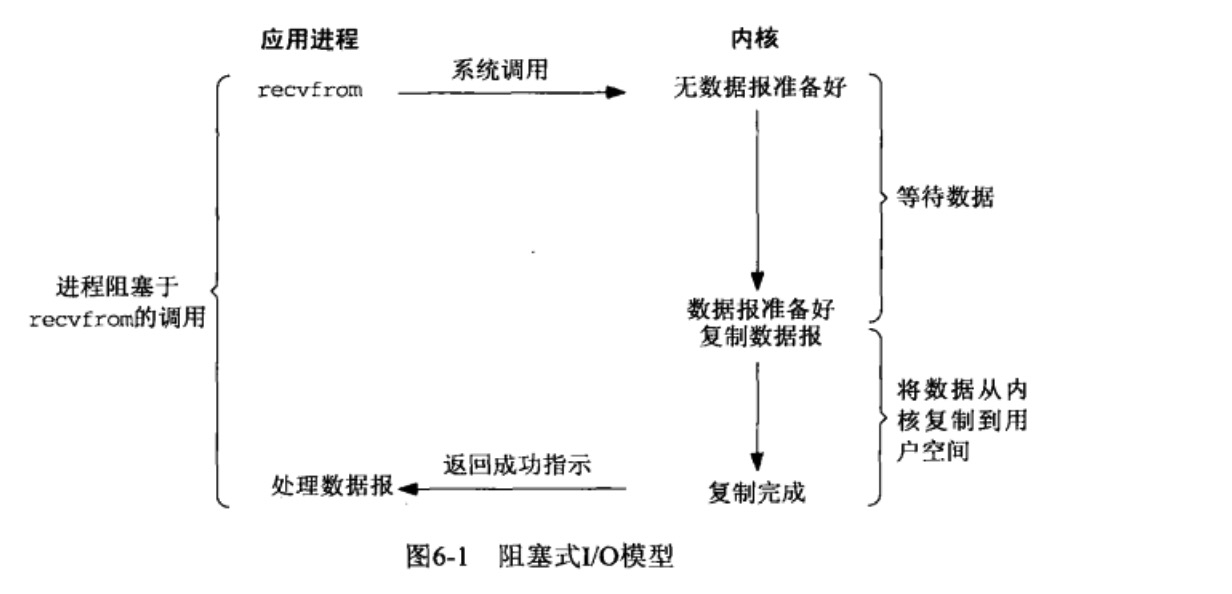 应用进程
内核
recvfrom
系统调用
无数据报准备好
等待数据
进程阻塞于
recvfrom的调用
数据报准备好
复制数据报
将数据从内
核复制到用
户空间
返回成功指示
处理数据报
复制完成
图6-1 阻塞式I/O模型